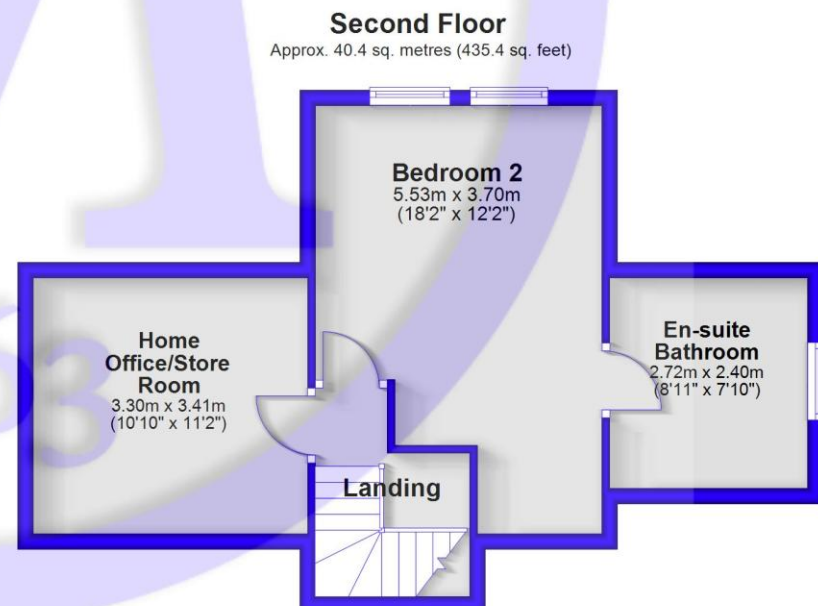 Second Floor
Approx. 40.4 sq. metres (435.4 sq. feet)
Bedroom 2
5.53m x 3.70m
(18'2" x 12'2")
Home
Office/Store
Room
3.30m x 3.41m
(10'10" x 11'2")
En-suite
Bathroom
2.72m x 2.40m
(8'11" x 7'10")
Landing